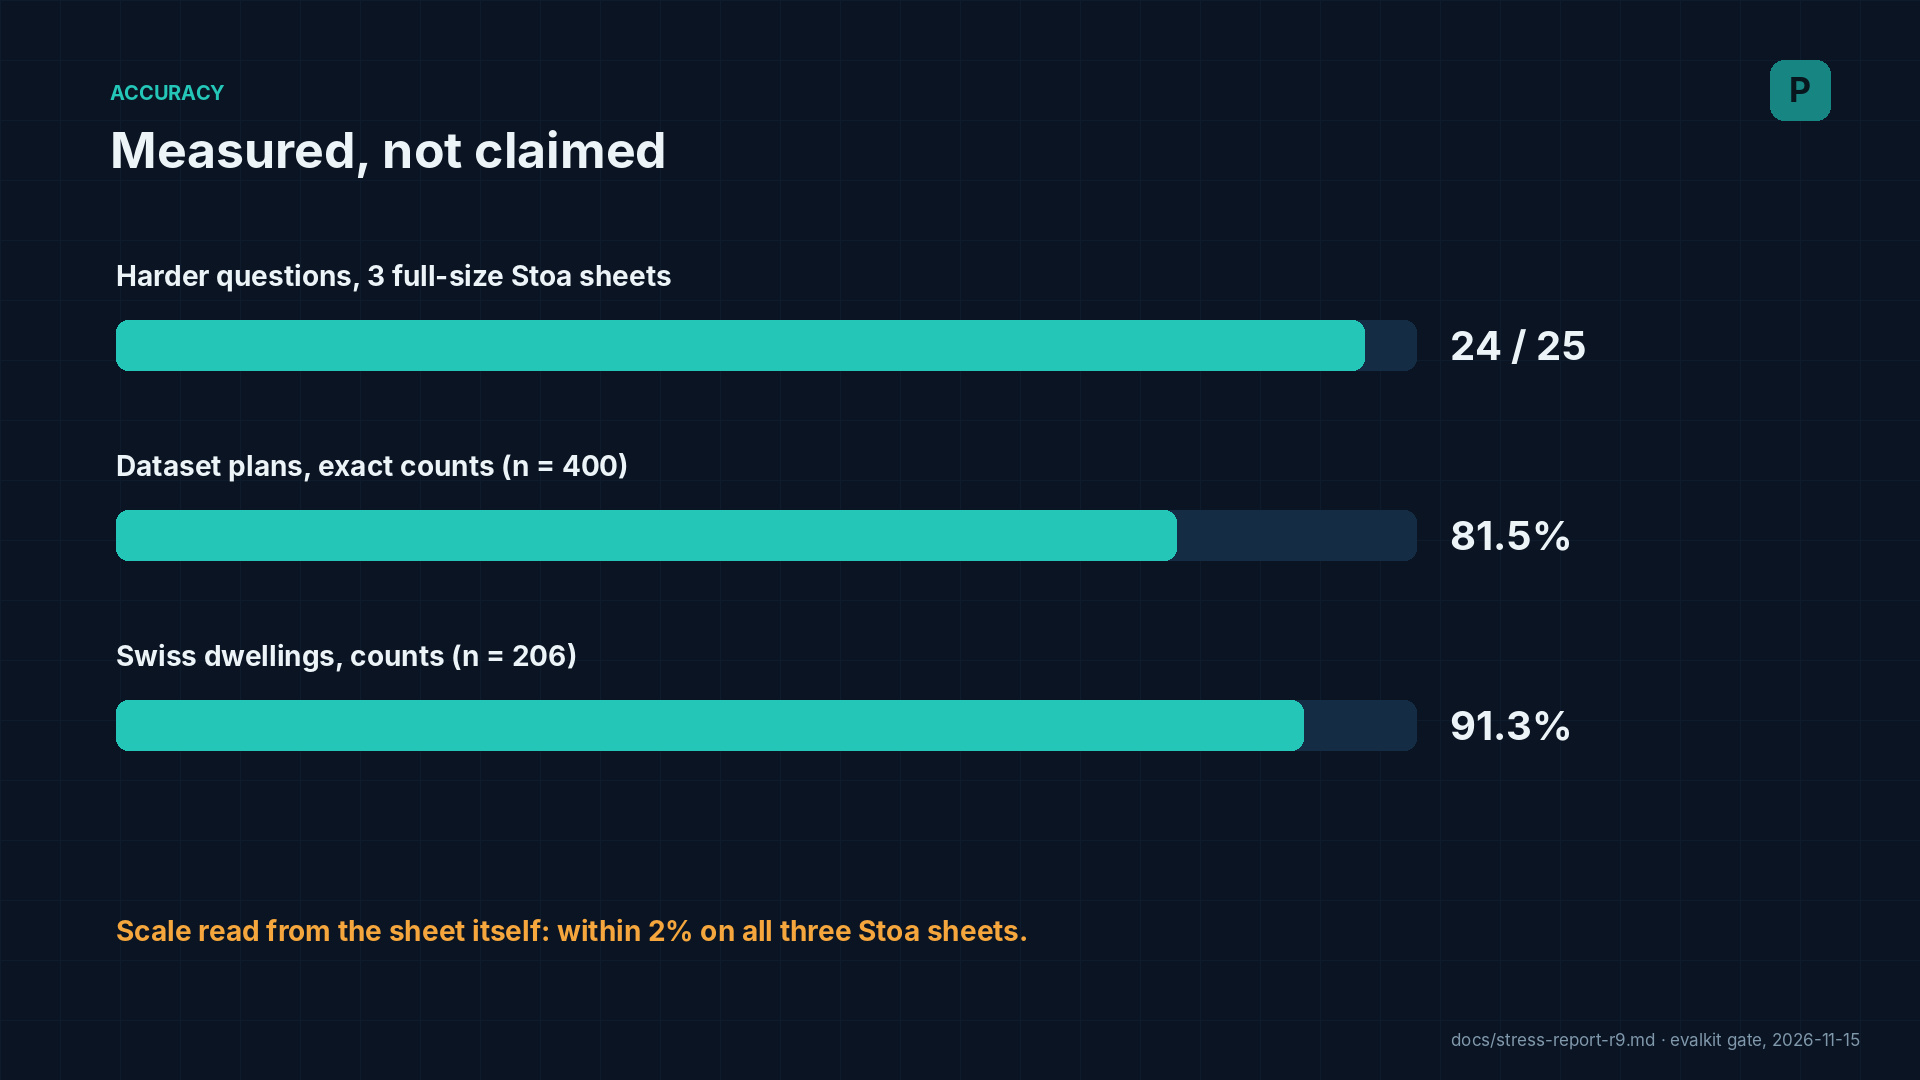 ACCURACY
P
Measured, not claimed
Harder questions, 3 full-size Stoa sheets
24 / 25
Dataset plans, exact counts (n = 400)
81.5%
Swiss dwellings, counts (n = 206)
91.3%
Scale read from the sheet itself: within 2% on all three Stoa sheets.
docs/stress-report-r9.md · evalkit gate, 2026-11-15